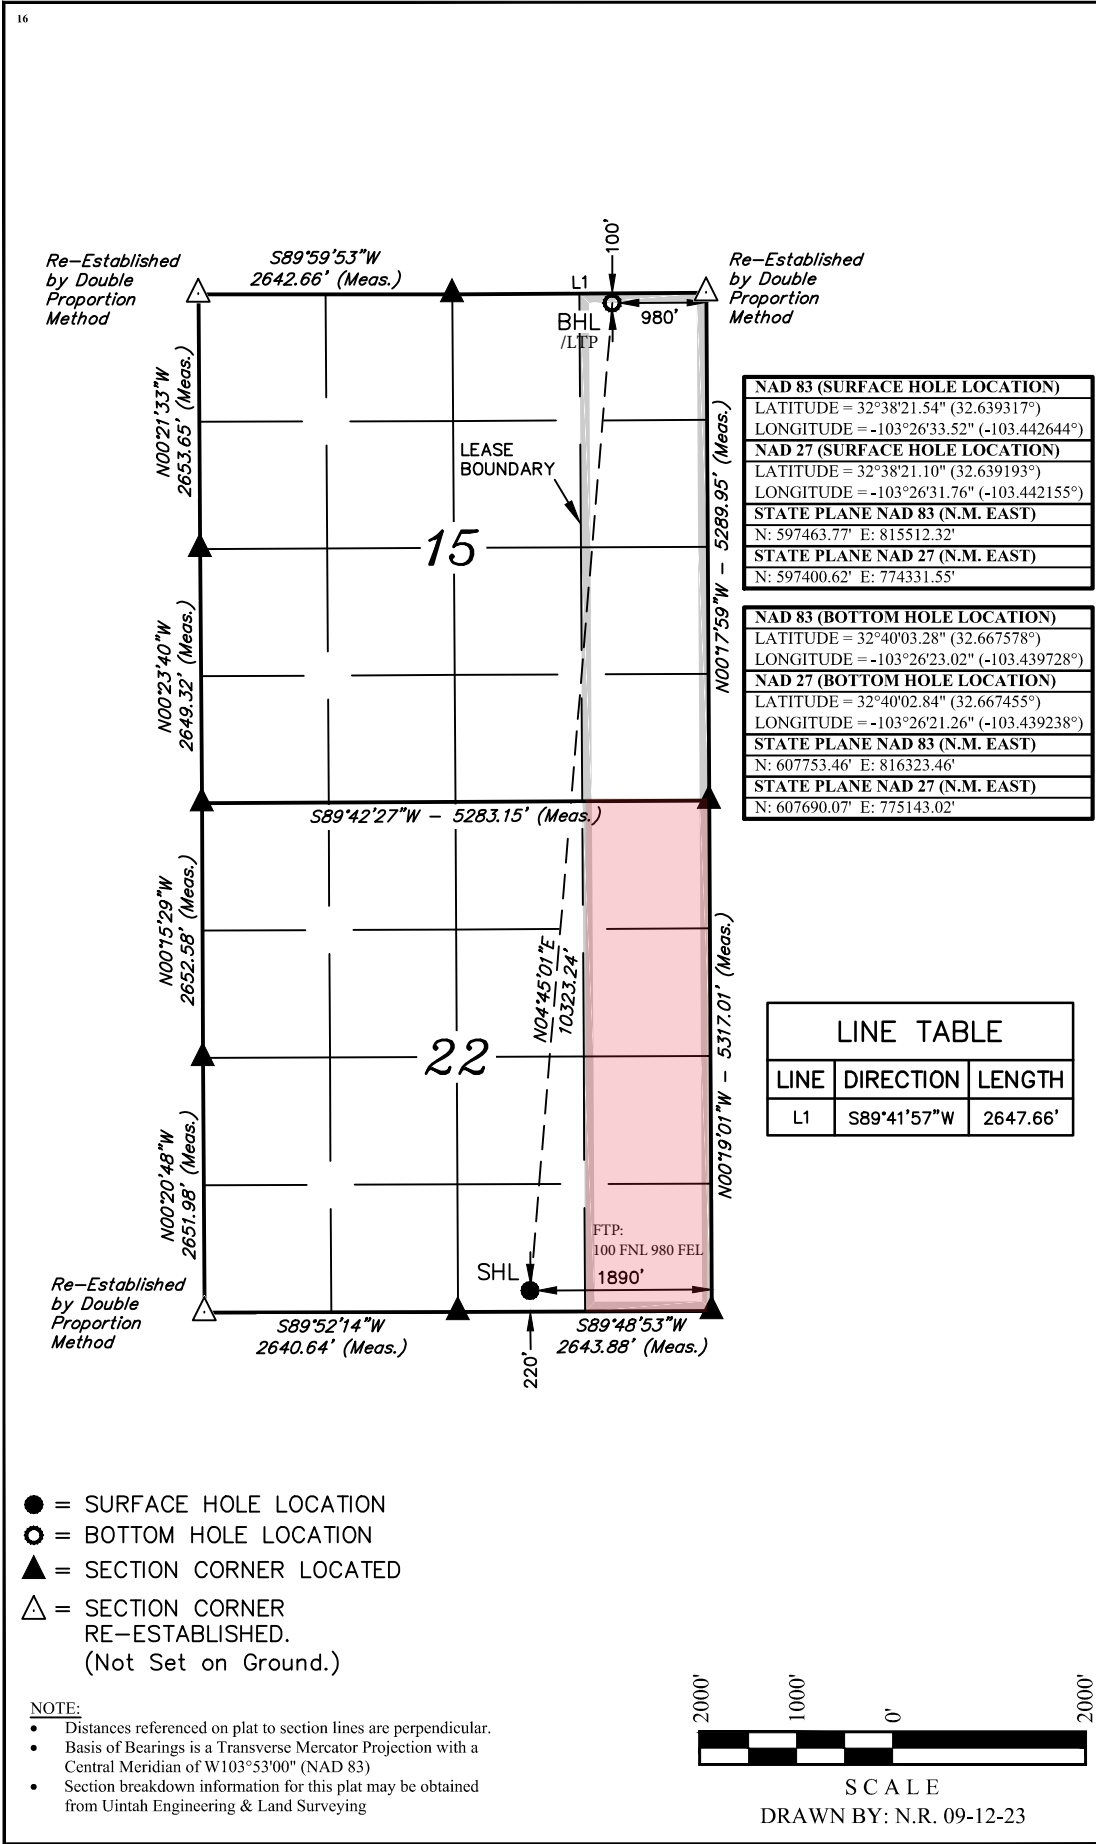 16
100'
S89°59'53"W
2642.66' (Meas.)
Re-Established
by Double
Proportion
Method
L1
Re-Established
by Double
Proportion
Method
BHL
/LTP
980'
N00°21'33"W
2653.65' (Meas.)
LEASE
BOUNDARY
15
N00°17'59"W - 5289.95' (Meas.)
N00°23'40"W
2649.32' (Meas.)
NAD 83 (SURFACE HOLE LOCATION)
LATITUDE = 32°38'21.54" (32.639317°)
LONGITUDE = -103°26'33.52" (-103.442644°)
NAD 27 (SURFACE HOLE LOCATION)
LATITUDE = 32°38'21.10" (32.639193°)
LONGITUDE = -103°26'31.76" (-103.442155°)
STATE PLANE NAD 83 (N.M. EAST)
N: 597463.77' E: 815512.32'
STATE PLANE NAD 27 (N.M. EAST)
N: 597400.62' E: 774331.55'
NAD 83 (BOTTOM HOLE LOCATION)
LATITUDE = 32°40'03.28" (32.667578°)
LONGITUDE = -103°26'23.02" (-103.439728°)
NAD 27 (BOTTOM HOLE LOCATION)
LATITUDE = 32°40'02.84" (32.667455°)
LONGITUDE = -103°26'21.26" (-103.439238°)
STATE PLANE NAD 83 (N.M. EAST)
N: 607753.46' E: 816323.46'
STATE PLANE NAD 27 (N.M. EAST)
N: 607690.07' E: 775143.02'
S89°42'27"W - 5283.15' (Meas.)
N00°15'29"W
2652.58' (Meas.)
N04°45'01"E
10323.24'
22
N00°19'01"W - 5317.01' (Meas.)
N00°20'48"W
2651.98' (Meas.)
LINE TABLE
LINE DIRECTION LENGTH
L1 S89°41'57"W 2647.66'
FTP:
100 FNL 980 FEL
SHL
1890'
Re-Established
by Double
Proportion
Method
S89°52'14"W
2640.64' (Meas.)
S89°48'53"W
2643.88' (Meas.)
220'
= SURFACE HOLE LOCATION
= BOTTOM HOLE LOCATION
= SECTION CORNER LOCATED
= SECTION CORNER
RE-ESTABLISHED.
(Not Set on Ground.)
NOTE:
• Distances referenced on plat to section lines are perpendicular.
• Basis of Bearings is a Transverse Mercator Projection with a
Central Meridian of W103°53'00" (NAD 83)
• Section breakdown information for this plat may be obtained
from Uintah Engineering & Land Surveying
2000' 1000' 0' 2000'
SCALE
DRAWN BY: N.R. 09-12-23